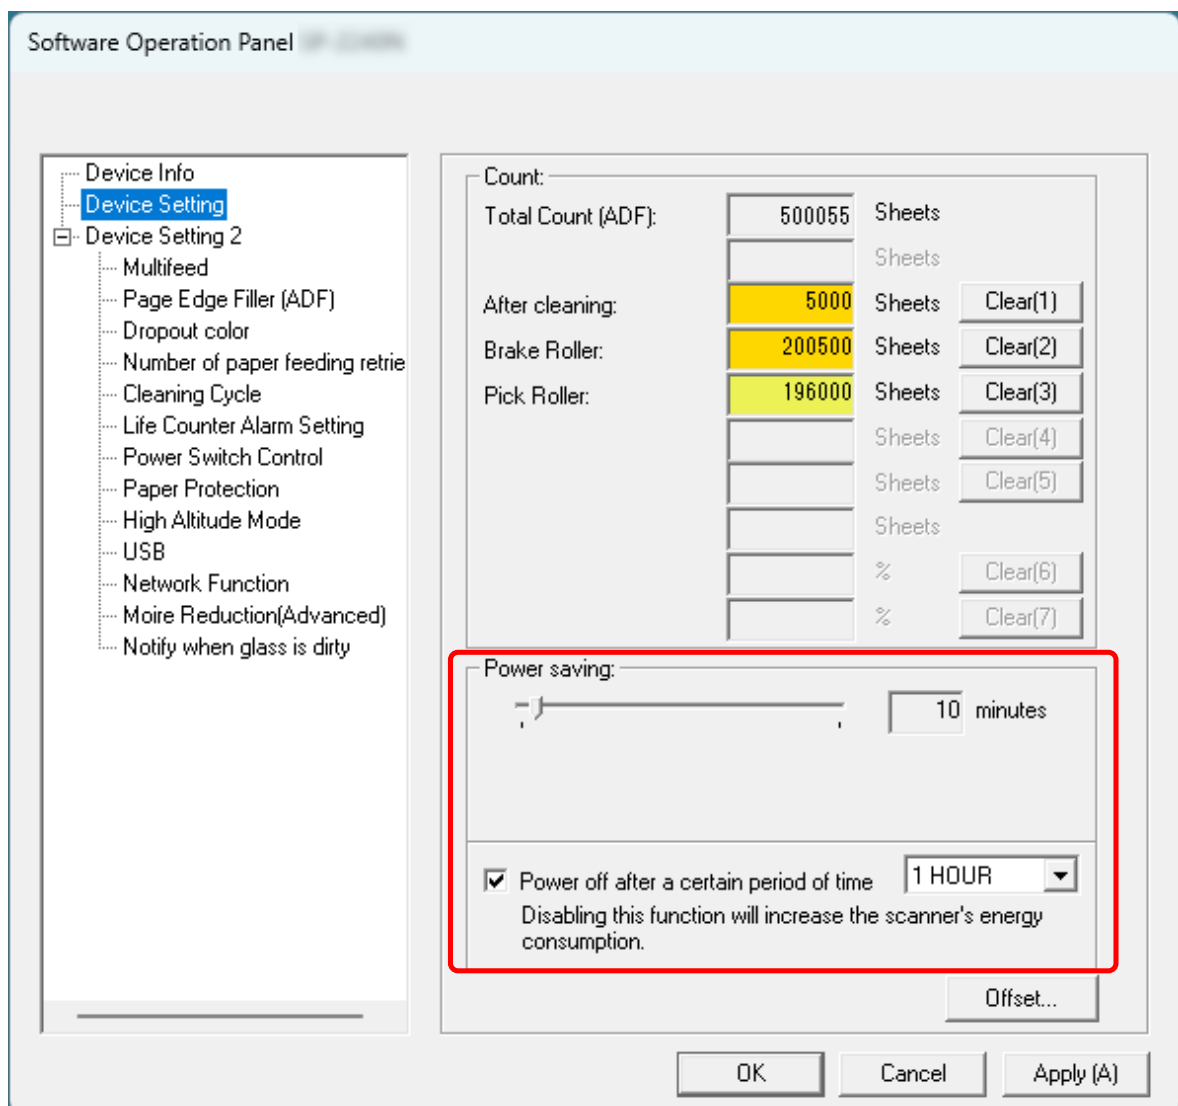 Software Operation Panel
Device Info
Device Setting
Device Setting 2
Multifeed
Page Edge Filler (ADF)
Dropout color
Number of paper feeding retrie
Cleaning Cycle
Life Counter Alarm Setting
Power Switch Control
Paper Protection
High Altitude Mode
USB
Network Function
Moire Reduction(Advanced)
Notify when glass is dirty
Count:
Total Count (ADF): 500055 Sheets
Sheets
After cleaning: 5000 Sheets Clear(1)
Brake Roller: 200500 Sheets Clear(2)
Pick Roller: 196000 Sheets Clear(3)
Sheets Clear(4)
Sheets Clear(5)
Sheets
% Clear(6)
% Clear(7)
Power saving:
10 minutes
Power off after a certain period of time 1 HOUR
Disabling this function will increase the scanner's energy
consumption.
Offset...
OK Cancel Apply (A)